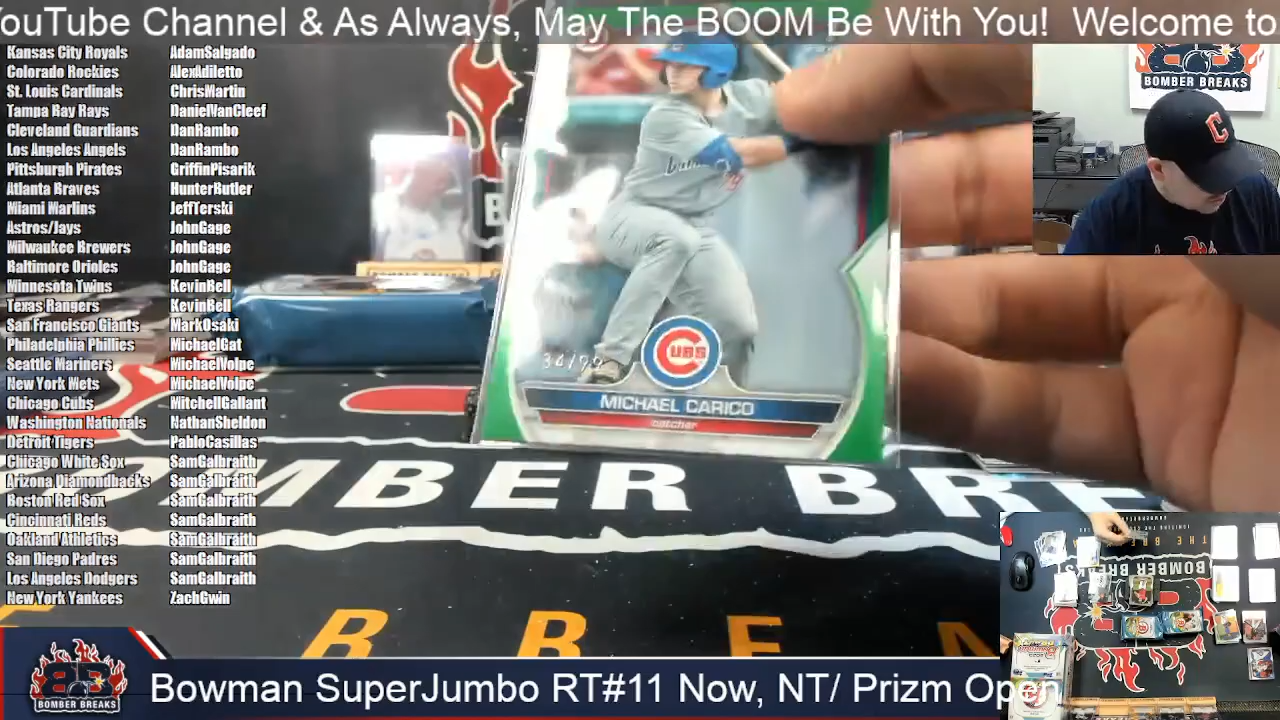 ouTube Channel & As Always, May The BOOM Be With You! Welcome to
Kansas City Royals AdamSalgado
Colorado Rockies AlexAdiletto
St. Louis Cardinals ChrisMartin
Tampa Bay Rays DanielVanCleef
Cleveland Guardians DanRambo
Los Angeles Angels DanRambo
Pittsburgh Pirates GriffinPisarik
Atlanta Braves HunterButler
Miami Marlins JeffTerski
Astros/Jays JohnGage
Milwaukee Brewers JohnGage
Baltimore Orioles JohnGage
Minnesota Twins KevinBell
Texas Rangers KevinBell
San Francisco Giants MarkOsaki
Philadelphia Phillies MichaelGat
Seattle Mariners MichaelVolpe
New York Mets MichaelVolpe
Chicago Cubs MitchellGallant
Washington Nationals NathanSheldon
Detroit Tigers PabloCasillas
Chicago White Sox SamGalbraith
Arizona Diamondbacks SamGalbraith
Boston Red Sox SamGalbraith
Cincinnati Reds SamGalbraith
Oakland Athletics SamGalbraith
San Diego Padres SamGalbraith
Los Angeles Dodgers SamGalbraith
New York Yankees ZachGwin
BOMBER BREAKS
C
CUBS
MICHAEL CARICO
catcher
OMBER BRE
B R E A
BOMBER BREAKS
Bowman SuperJumbo RT#11 Now, NT/ Prizm Open